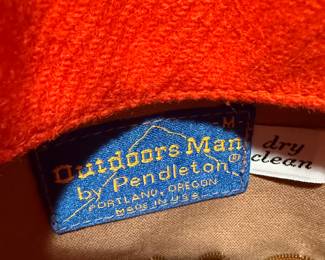 M
Outdoors Man®
by Pendleton
PORTLAND, OREGON
MADE IN U.S.A.
dry
clean